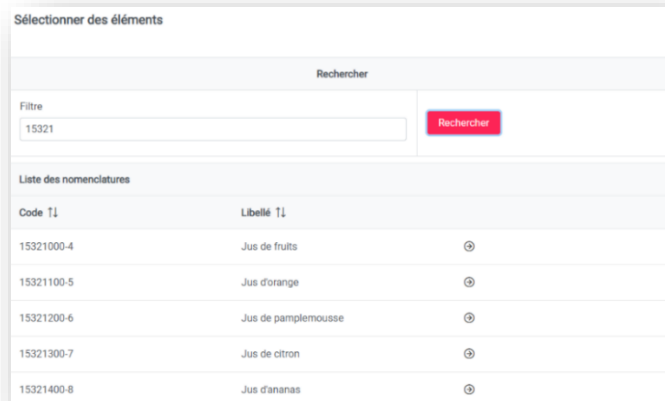 Sélectionner des éléments
Rechercher
Filtre
15321
Rechercher
Liste des nomenclatures
Code Libellé
15321000-4 Jus de fruits
15321100-5 Jus d'orange
15321200-6 Jus de pamplemousse
15321300-7 Jus de citron
15321400-8 Jus d'ananas